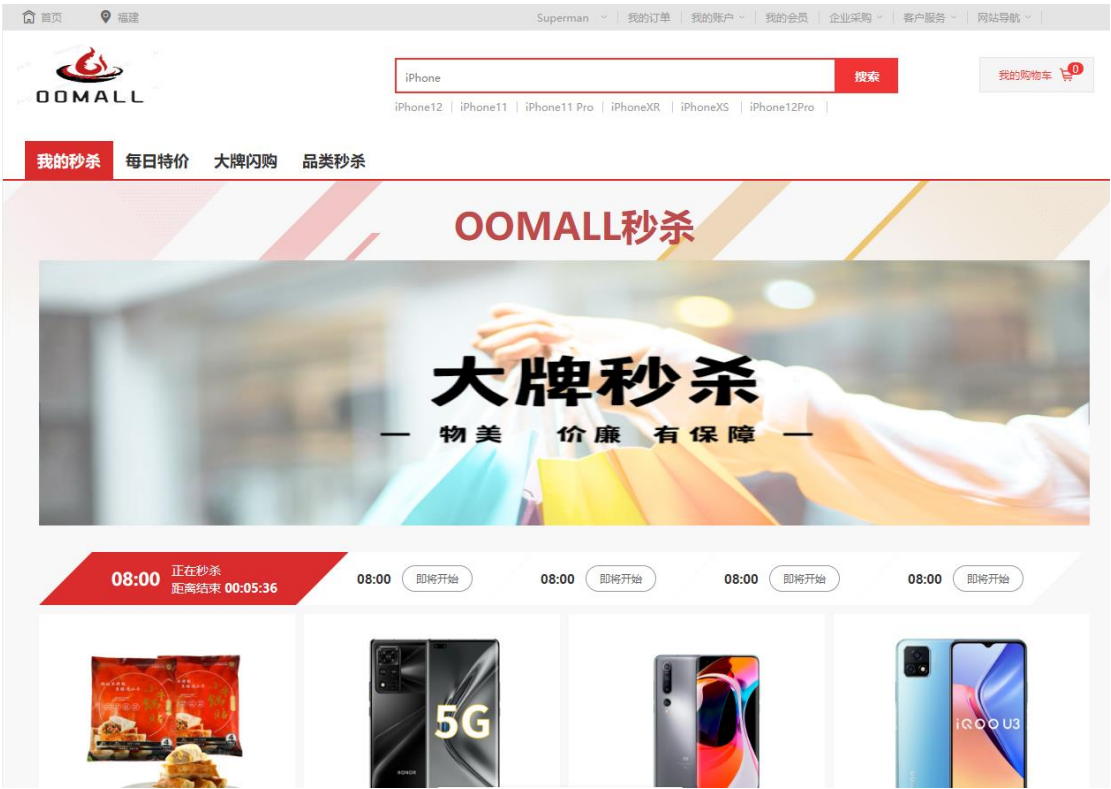 首页 福建 Superman 我的订单 我的账户 我的会员 企业采购 客户服务 网站导航
OOMALL
iPhone 搜索
我的购物车 0
iPhone12 iPhone11 iPhone11 Pro iPhoneXR iPhoneXS iPhone12Pro
我的秒杀 每日特价 大牌闪购 品类秒杀
OOMALL秒杀
大牌秒杀
— 物美 价廉 有保障 —
08:00 正在秒杀
距离结束 00:05:36
08:00 即将开始 08:00 即将开始 08:00 即将开始 08:00 即将开始
5G
HONOR
iQOO U3